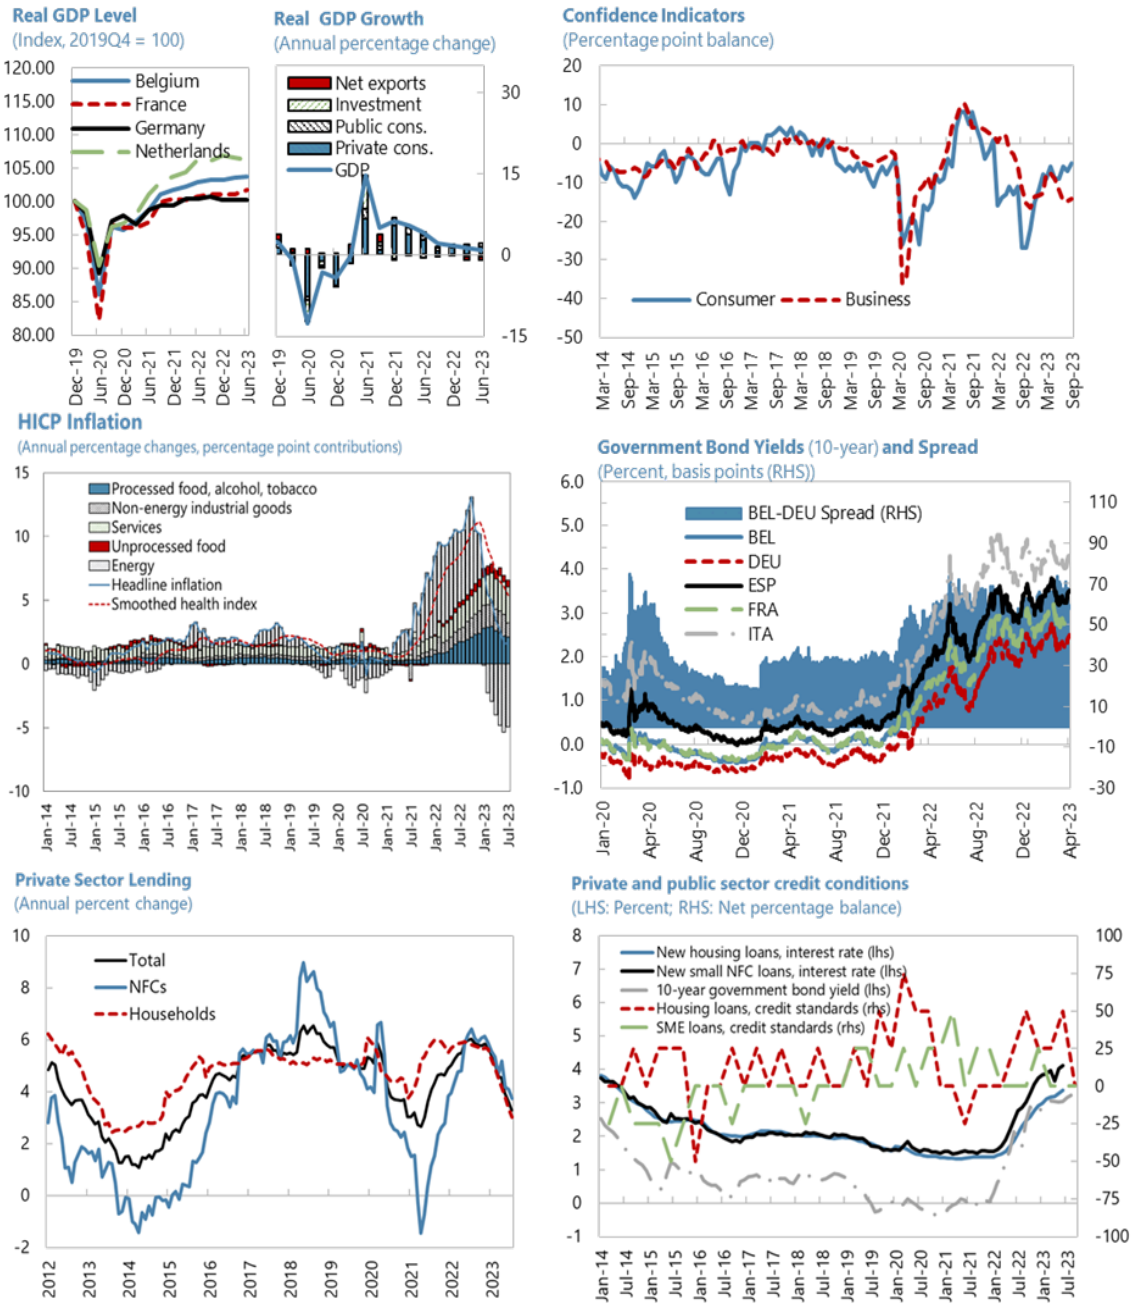 Real GDP Level
(Index, 2019Q4 = 100)
120.00
115.00
110.00
105.00
100.00
95.00
90.00
85.00
80.00
Belgium
France
Germany
Netherlands
Dec-19
Jun-20
Dec-20
Jun-21
Dec-21
Jun-22
Dec-22
Jun-23
Real GDP Growth
(Annual percentage change)
Net exports
Investment
Public cons.
Private cons.
GDP
30
15
0
-15
Dec-19
Jun-20
Dec-20
Jun-21
Dec-21
Jun-22
Dec-22
Jun-23
Confidence Indicators
(Percentage point balance)
20
10
0
-10
-20
-30
-40
-50
Consumer
Business
Mar-14
Sep-14
Mar-15
Sep-15
Mar-16
Sep-16
Mar-17
Sep-17
Mar-18
Sep-18
Mar-19
Sep-19
Mar-20
Sep-20
Mar-21
Sep-21
Mar-22
Sep-22
Mar-23
Sep-23
HICP Inflation
(Annual percentage changes, percentage point contributions)
15
10
5
0
-5
-10
Processed food, alcohol, tobacco
Non-energy industrial goods
Services
Unprocessed food
Energy
Headline inflation
Smoothed health index
Jan-14
Jul-14
Jan-15
Jul-15
Jan-16
Jul-16
Jan-17
Jul-17
Jan-18
Jul-18
Jan-19
Jul-19
Jan-20
Jul-20
Jan-21
Jul-21
Jan-22
Jul-22
Jan-23
Jul-23
Government Bond Yields (10-year) and Spread
(Percent, basis points (RHS))
6.0
5.0
4.0
3.0
2.0
1.0
0.0
-1.0
BEL-DEU Spread (RHS)
BEL
DEU
ESP
FRA
ITA
110
90
70
50
30
10
-10
-30
Jan-20
Apr-20
Aug-20
Dec-20
Apr-21
Aug-21
Dec-21
Apr-22
Aug-22
Dec-22
Apr-23
Private Sector Lending
(Annual percent change)
10
8
6
4
2
0
-2
Total
NFCs
Households
2012
2013
2014
2015
2016
2017
2018
2019
2020
2021
2022
2023
Private and public sector credit conditions
(LHS: Percent; RHS: Net percentage balance)
8
7
6
5
4
3
2
1
0
-1
New housing loans, interest rate (lhs)
New small NFC loans, interest rate (lhs)
10-year government bond yield (lhs)
Housing loans, credit standards (rhs)
SME loans, credit standards (rhs)
100
75
50
25
0
-25
-50
-75
-100
Jan-14
Jul-14
Jan-15
Jul-15
Jan-16
Jul-16
Jan-17
Jul-17
Jan-18
Jul-18
Jan-19
Jul-19
Jan-20
Jul-20
Jan-21
Jul-21
Jan-22
Jul-22
Jan-23
Jul-23